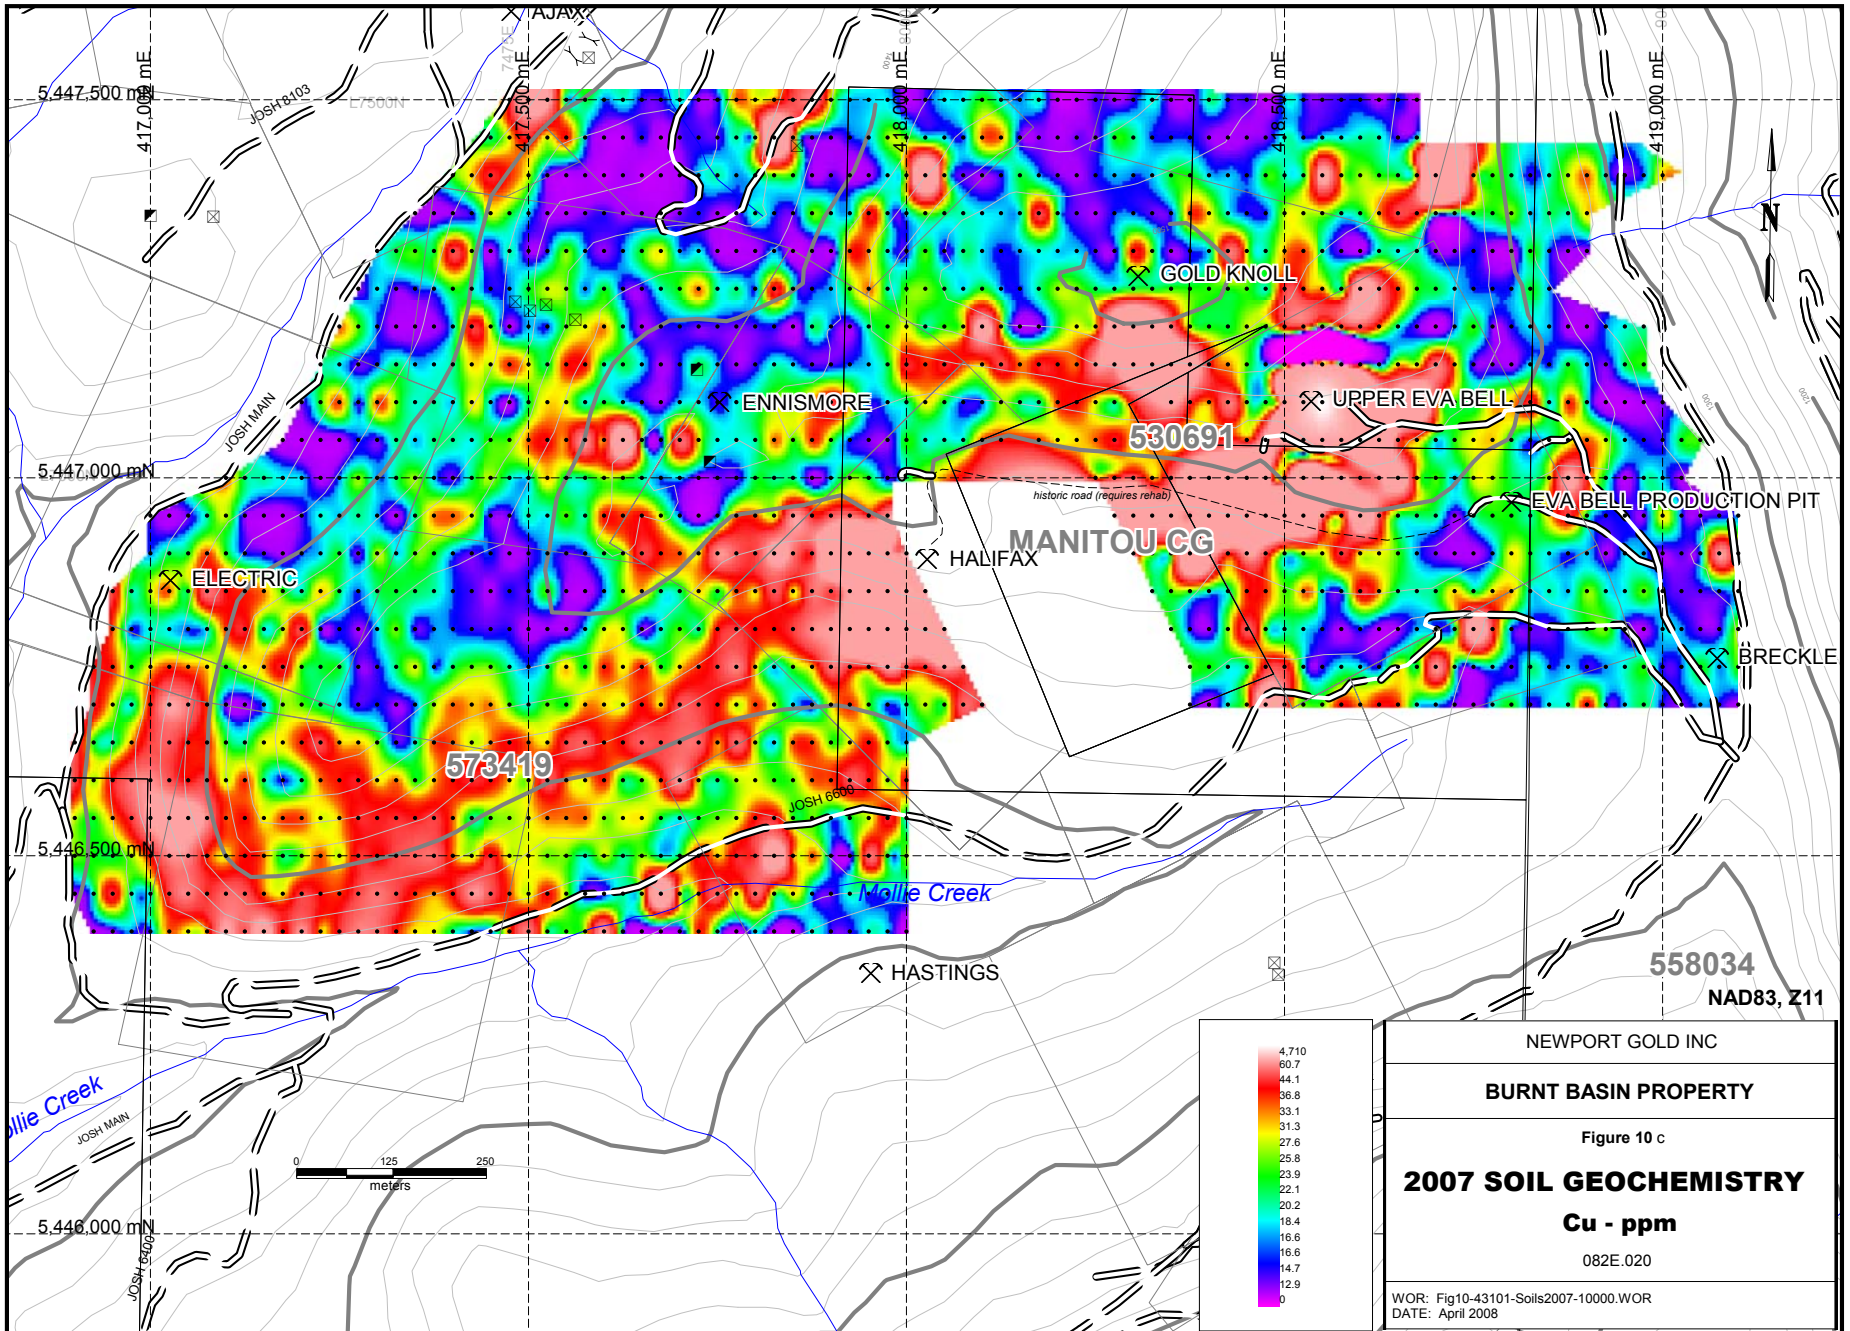 AJAX
7475E
5,447,500 mN
417,000 mE
JOSH 8103
L7500N
417,500 mE
418,000 mE
418,500 mE
419,000 mE
N
GOLD KNOLL
ENNISMORE
UPPER EVA BELL
JOSH MAIN
530691
5,447,000 mN
historic road (requires rehab)
EVA BELL PRODUCTION PIT
MANITOU CG
HALIFAX
ELECTRIC
BRECKLE
573419
JOSH 6600
5,446,500 mN
Mollie Creek
HASTINGS
558034
NAD83, Z11
ollie Creek
JOSH MAIN
0 125 250
meters
5,446,000 mN
JOSH 6400
1300
1200
1400
4,710
60.7
44.1
36.8
33.1
31.3
27.6
25.8
23.9
22.1
20.2
18.4
16.6
16.6
14.7
12.9
0
NEWPORT GOLD INC
BURNT BASIN PROPERTY
Figure 10 c
2007 SOIL GEOCHEMISTRY
Cu - ppm
082E.020
WOR: Fig10-43101-Soils2007-10000.WOR
DATE: April 2008